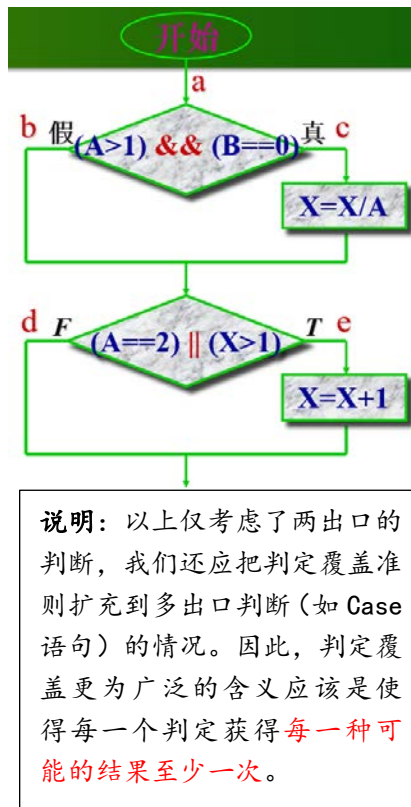 开始
a
b 假 (A>1) && (B==0) 真 c
X=X/A
d F (A==2) || (X>1) T e
X=X+1
说明：以上仅考虑了两出口的
判断，我们还应把判定覆盖准
则扩充到多出口判断（如 Case
语句）的情况。因此，判定覆
盖更为广泛的含义应该是使
得每一个判定获得每一种可
能的结果至少一次。